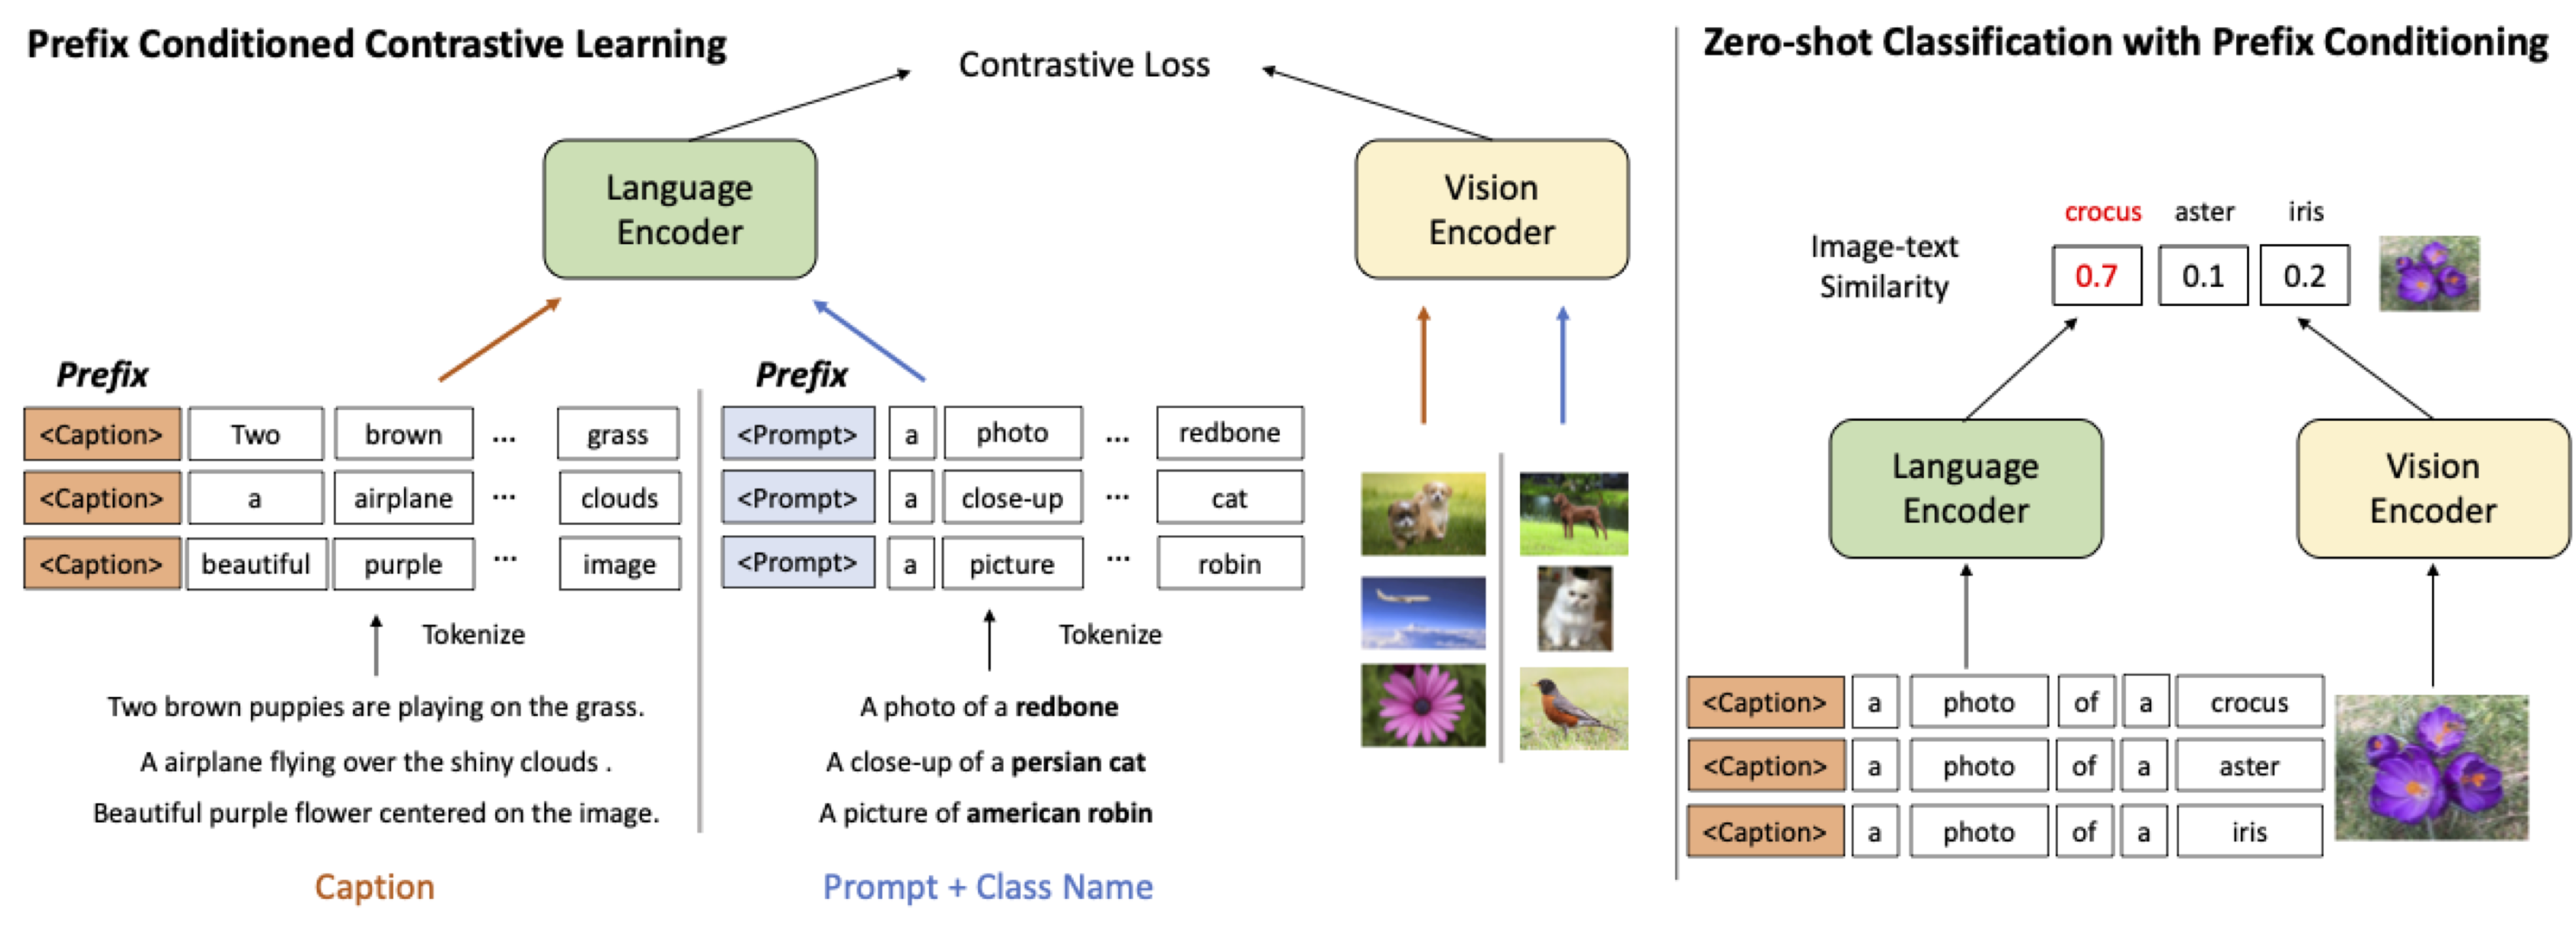 Prefix Conditioned Contrastive Learning
Contrastive Loss
Language
Encoder
Vision
Encoder
Prefix
<Caption> Two brown ... grass
<Caption> a airplane ... clouds
<Caption> beautiful purple ... image
Tokenize
Two brown puppies are playing on the grass.
A airplane flying over the shiny clouds .
Beautiful purple flower centered on the image.
Caption
Prefix
<Prompt> a photo ... redbone
<Prompt> a close-up ... cat
<Prompt> a picture ... robin
Tokenize
A photo of a redbone
A close-up of a persian cat
A picture of american robin
Prompt + Class Name
Zero-shot Classification with Prefix Conditioning
crocus aster iris
Image-text
Similarity
0.7 0.1 0.2
Language
Encoder
Vision
Encoder
<Caption> a photo of a crocus
<Caption> a photo of a aster
<Caption> a photo of a iris